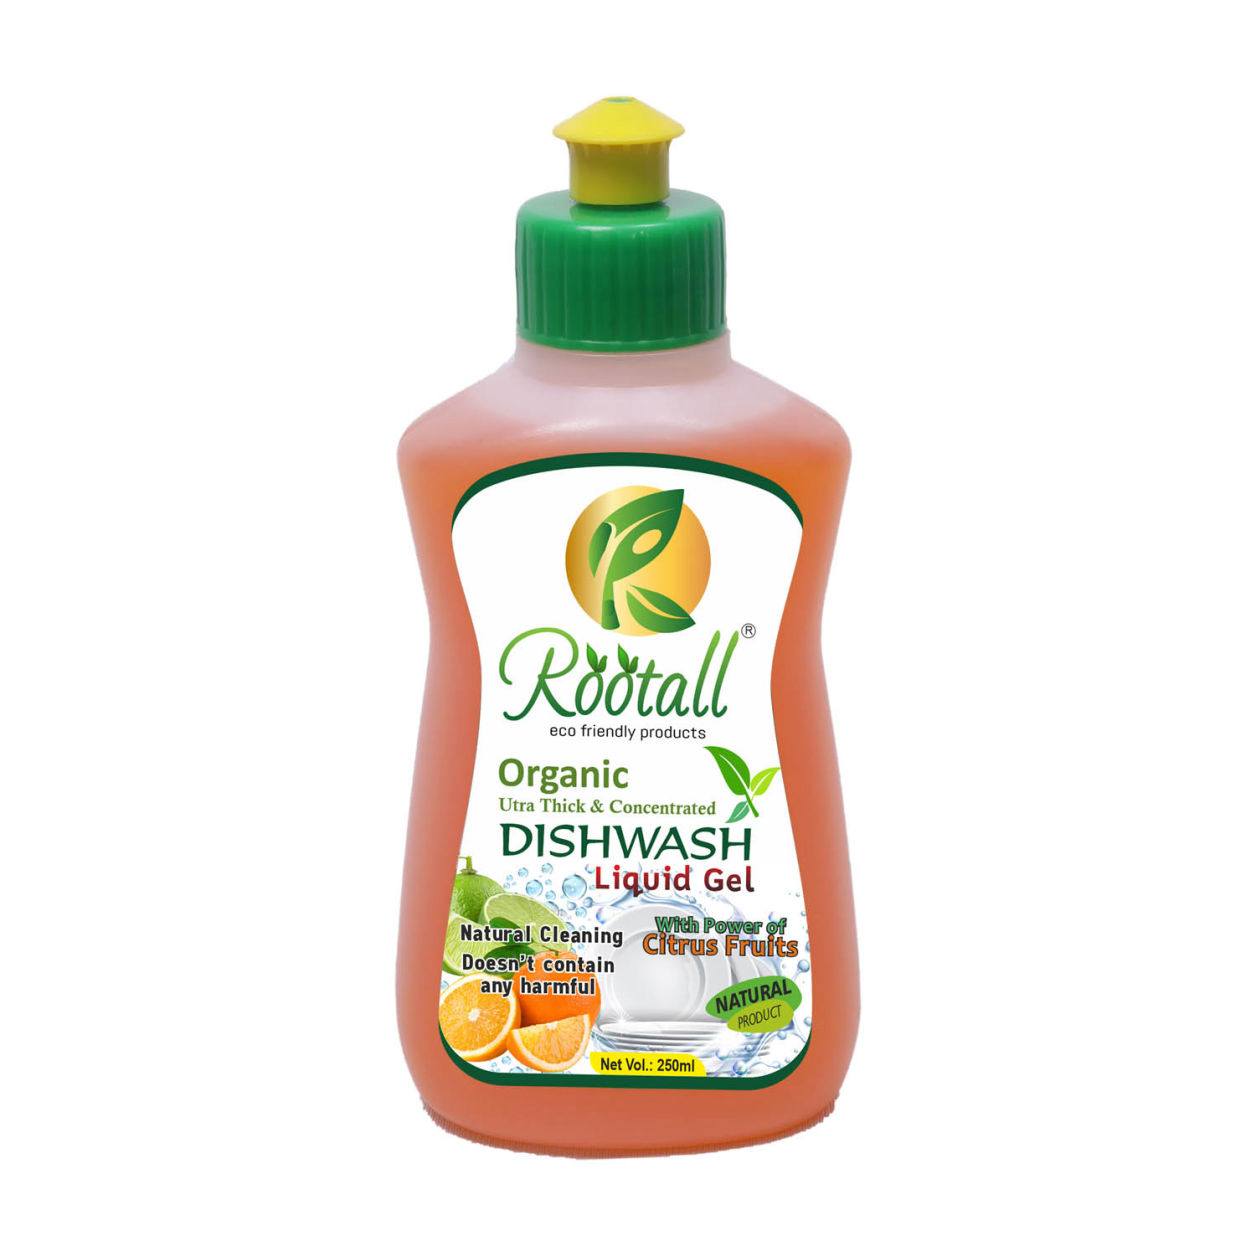 Rootall®
eco friendly products
Organic
Utra Thick & Concentrated
DISHWASH
Liquid Gel
With Power of
Citrus Fruits
Natural Cleaning
Doesn't contain
any harmful
NATURAL
PRODUCT
Net Vol.: 250ml